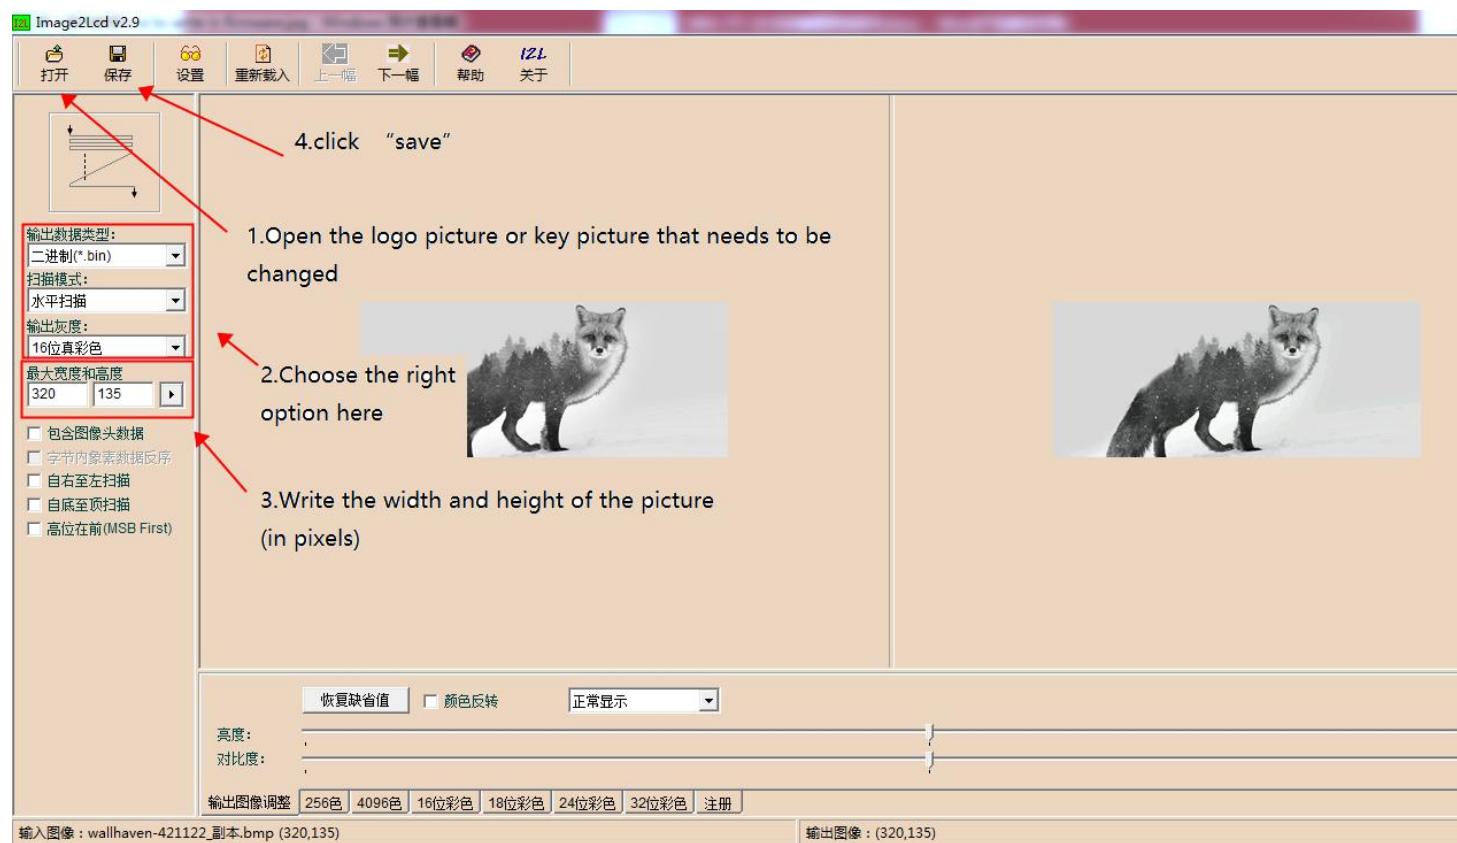 Image2Lcd v2.9
打开 保存 设置 重新载入 上一幅 下一幅 帮助 关于
4.click “save”
1.Open the logo picture or key picture that needs to be
changed
输出数据类型:
二进制(*.bin)
扫描模式:
水平扫描
输出灰度:
16位真彩色
最大宽度和高度
320 135
2.Choose the right
option here
包含图像头数据
字节内象素数据反序
自右至左扫描
自底至顶扫描
高位在前(MSB First)
3.Write the width and height of the picture
(in pixels)
恢复缺省值 颜色反转 正常显示
亮度:
对比度:
输出图像调整 256色 4096色 16位彩色 18位彩色 24位彩色 32位彩色 注册
输入图像:wallhaven-421122_副本.bmp (320,135) 输出图像:(320,135)